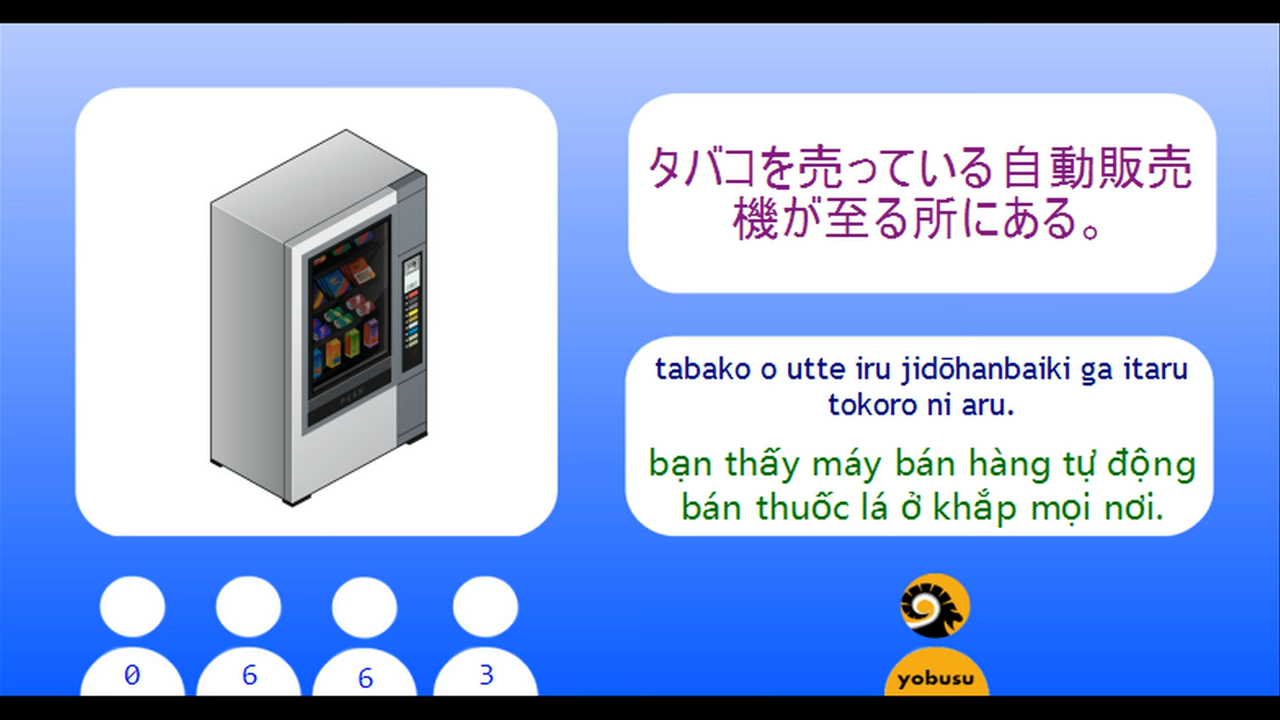 タバコを売っている自動販売
機が至る所にある。
tabako o utte iru jidōhanbaiki ga itaru
tokoro ni aru.
bạn thấy máy bán hàng tự động
bán thuốc lá ở khắp mọi nơi.
0 6 6 3
yobusu